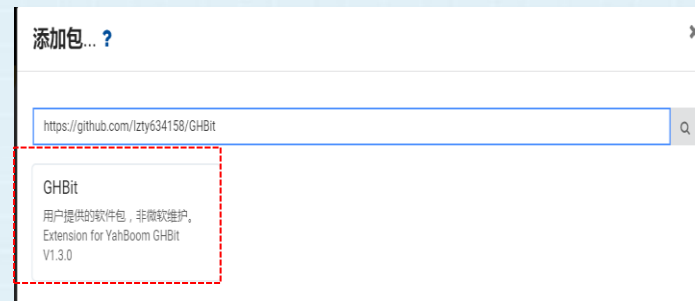 添加包... ?
https://github.com/lzty634158/GHBit
GHBit
用户提供的软件包，非微软维护。
Extension for YahBoom GHBit
V1.3.0